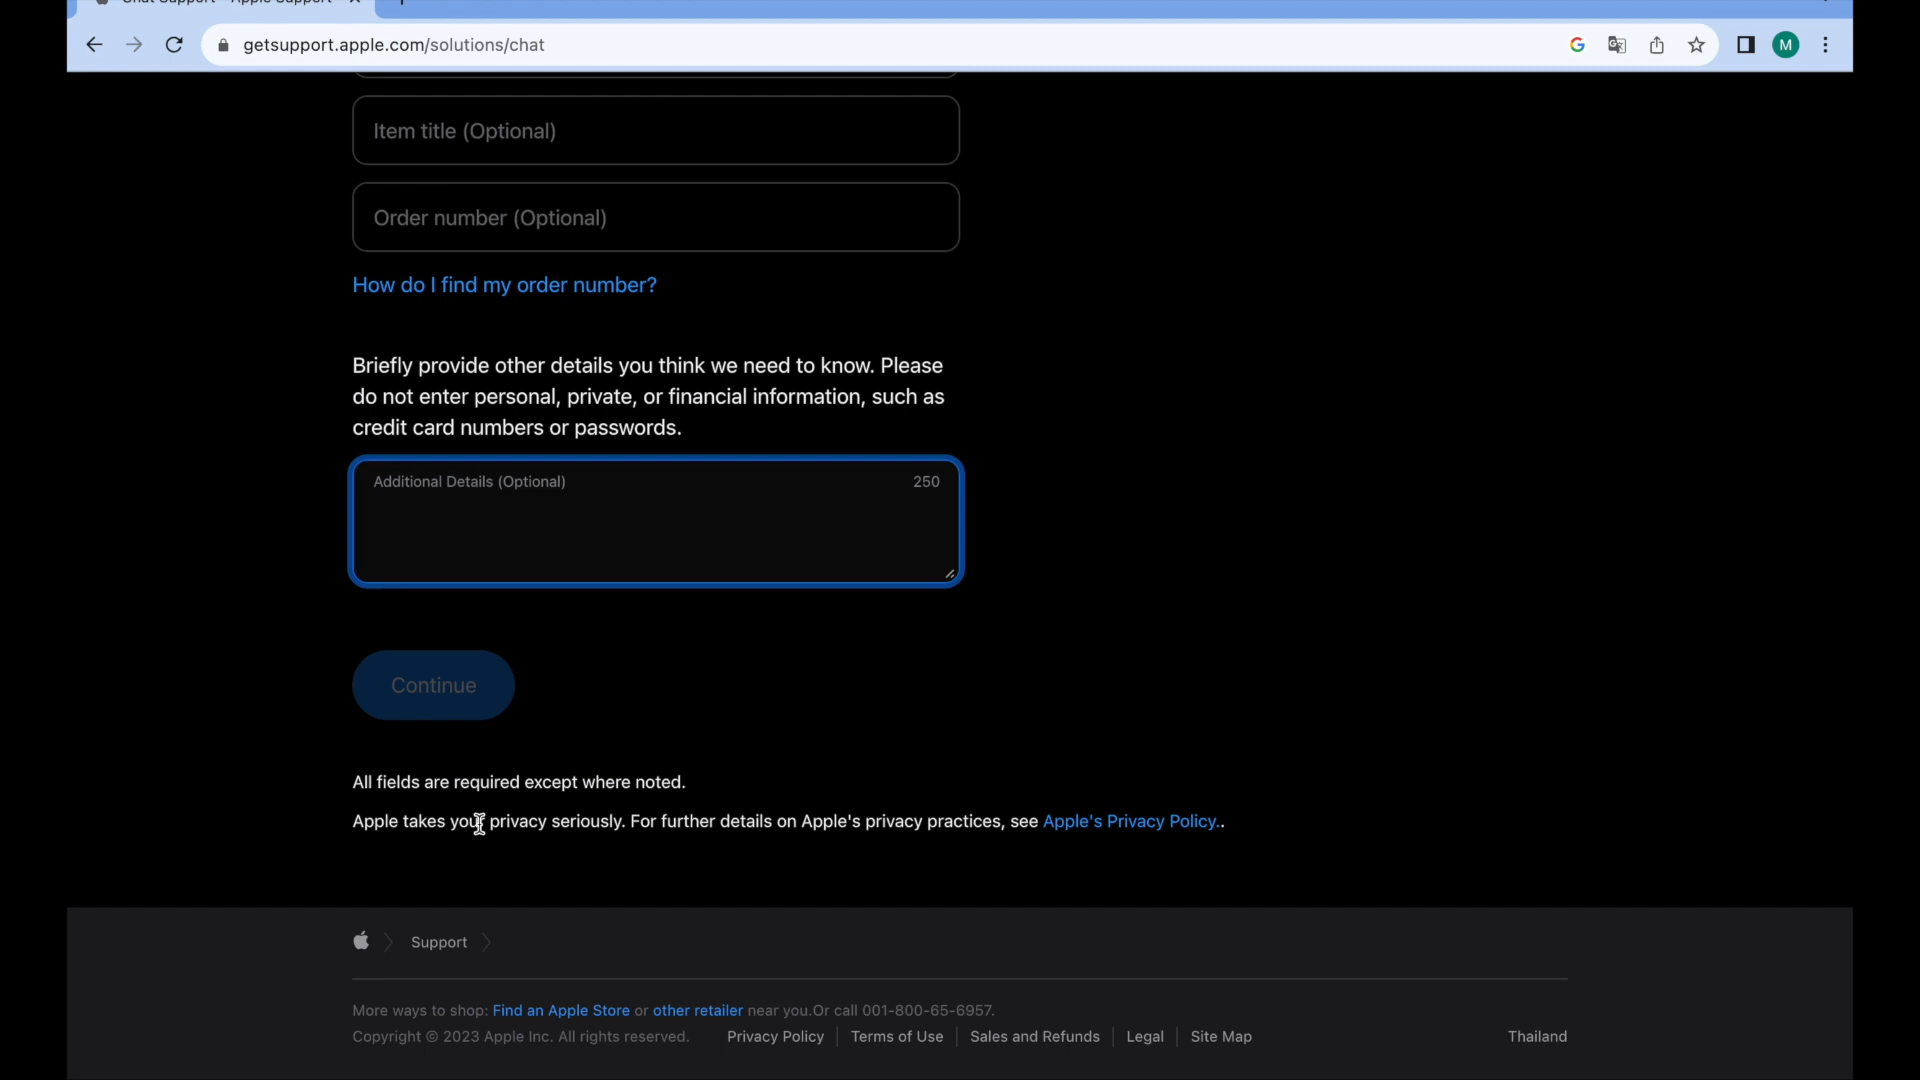 Chat Support - Apple Support
getsupport.apple.com/solutions/chat
M
Item title (Optional)
Order number (Optional)
How do I find my order number?
Briefly provide other details you think we need to know. Please
do not enter personal, private, or financial information, such as
credit card numbers or passwords.
Additional Details (Optional) 250
Continue
All fields are required except where noted.
Apple takes your privacy seriously. For further details on Apple's privacy practices, see Apple's Privacy Policy..
Support
More ways to shop: Find an Apple Store or other retailer near you.Or call 001-800-65-6957.
Copyright © 2023 Apple Inc. All rights reserved. Privacy Policy Terms of Use Sales and Refunds Legal Site Map Thailand